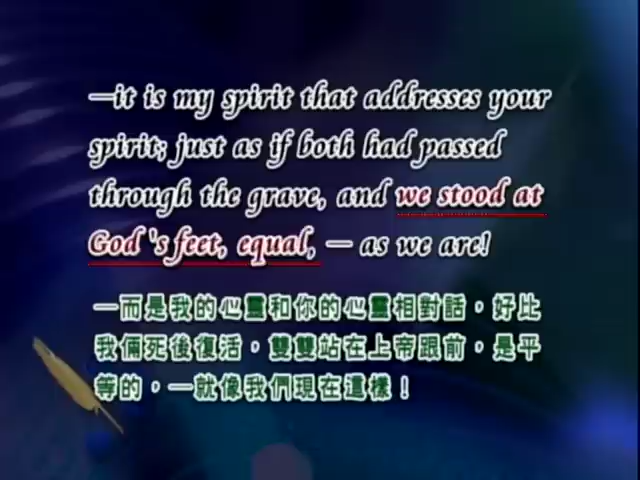 —it is my spirit that addresses your
spirit; just as if both had passed
through the grave, and we stood at
God 's feet, equal, — as we are!
—而是我的心靈和你的心靈相對話，好比
我倆死後復活，雙雙站在上帝跟前，是平
等的，—就像我們現在這樣！